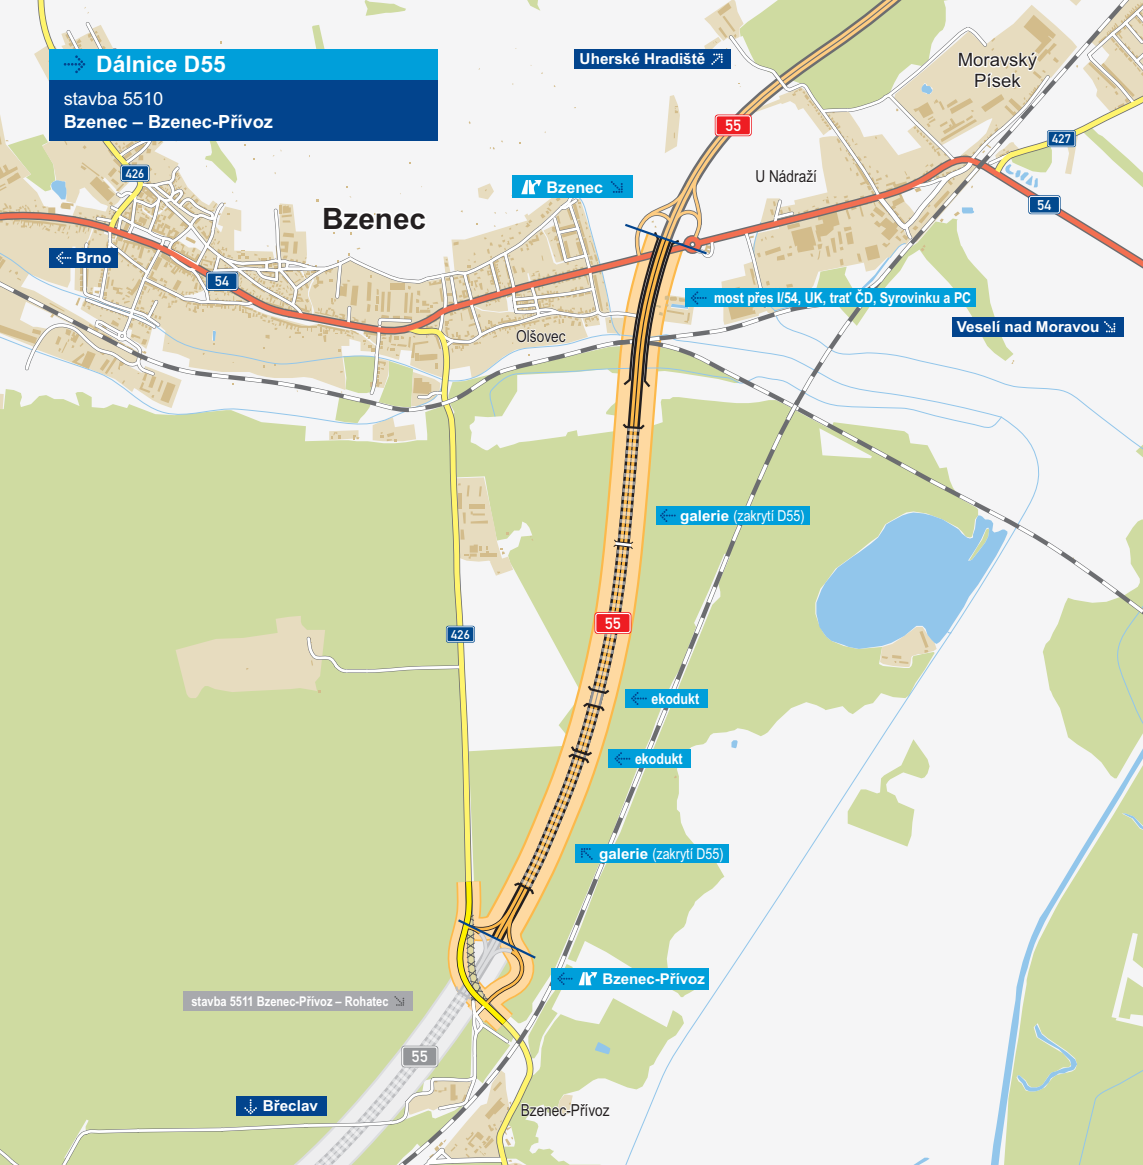 Dálnice D55
stavba 5510
Bzenec – Bzenec-Přívoz
Uherské Hradiště
Moravský
Písek
55
427
426
U Nádraží
Bzenec
54
Bzenec
Brno
54
most přes I/54, UK, trať ČD, Syrovinku a PC
Veselí nad Moravou
Olšovec
galerie (zakrytí D55)
55
426
ekodukt
ekodukt
galerie (zakrytí D55)
Bzenec-Přívoz
stavba 5511 Bzenec-Přívoz – Rohatec
55
Břeclav
Bzenec-Přívoz